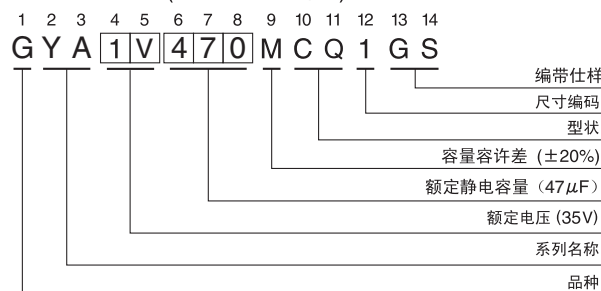 1 2 3 4 5 6 7 8 9 10 11 12 13 14
G Y A 1 V 4 7 0 M C Q 1 G S
编带仕样
尺寸编码
型状
容量容许差 (±20%)
额定静电容量（47μF）
额定电压 (35V)
系列名称
品种